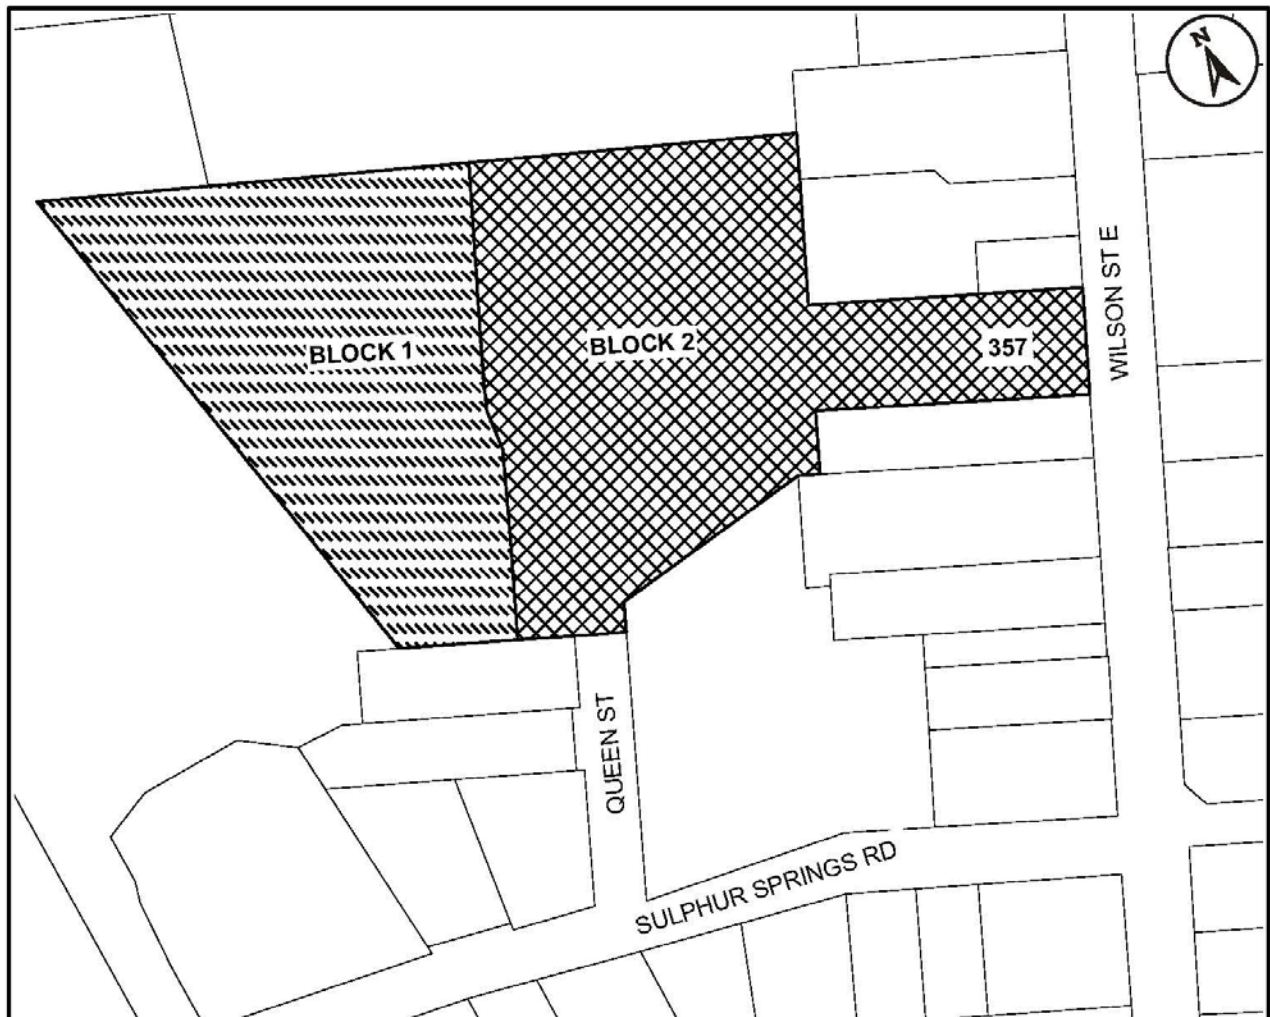 N
BLOCK 1
BLOCK 2
357
WILSON ST E
QUEEN ST
SULPHUR SPRINGS RD